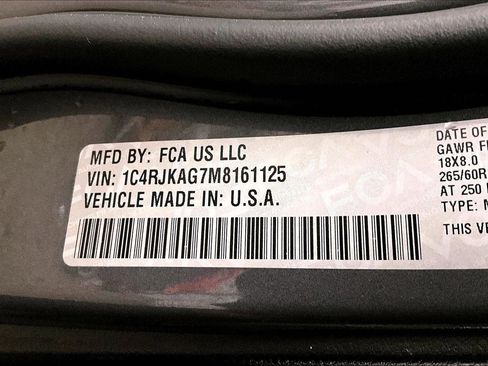 MFD BY: FCA US LLC
VIN: 1C4RJKAG7M8161125
VEHICLE MADE IN: U.S.A.
DATE OF
GAWR F
18X8.0
265/60R
AT 250
TYPE: M
THIS VE